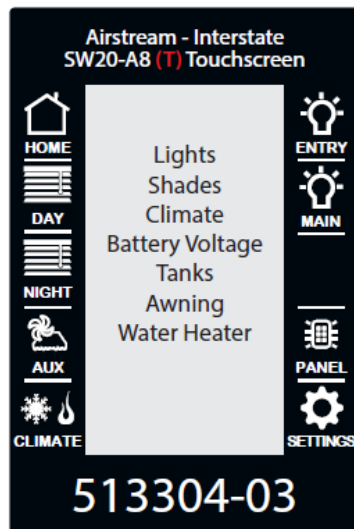 Airstream - Interstate
SW20-A8 (T) Touchscreen
HOME
DAY
NIGHT
AUX
CLIMATE
Lights
Shades
Climate
Battery Voltage
Tanks
Awning
Water Heater
ENTRY
MAIN
PANEL
SETTINGS
513304-03